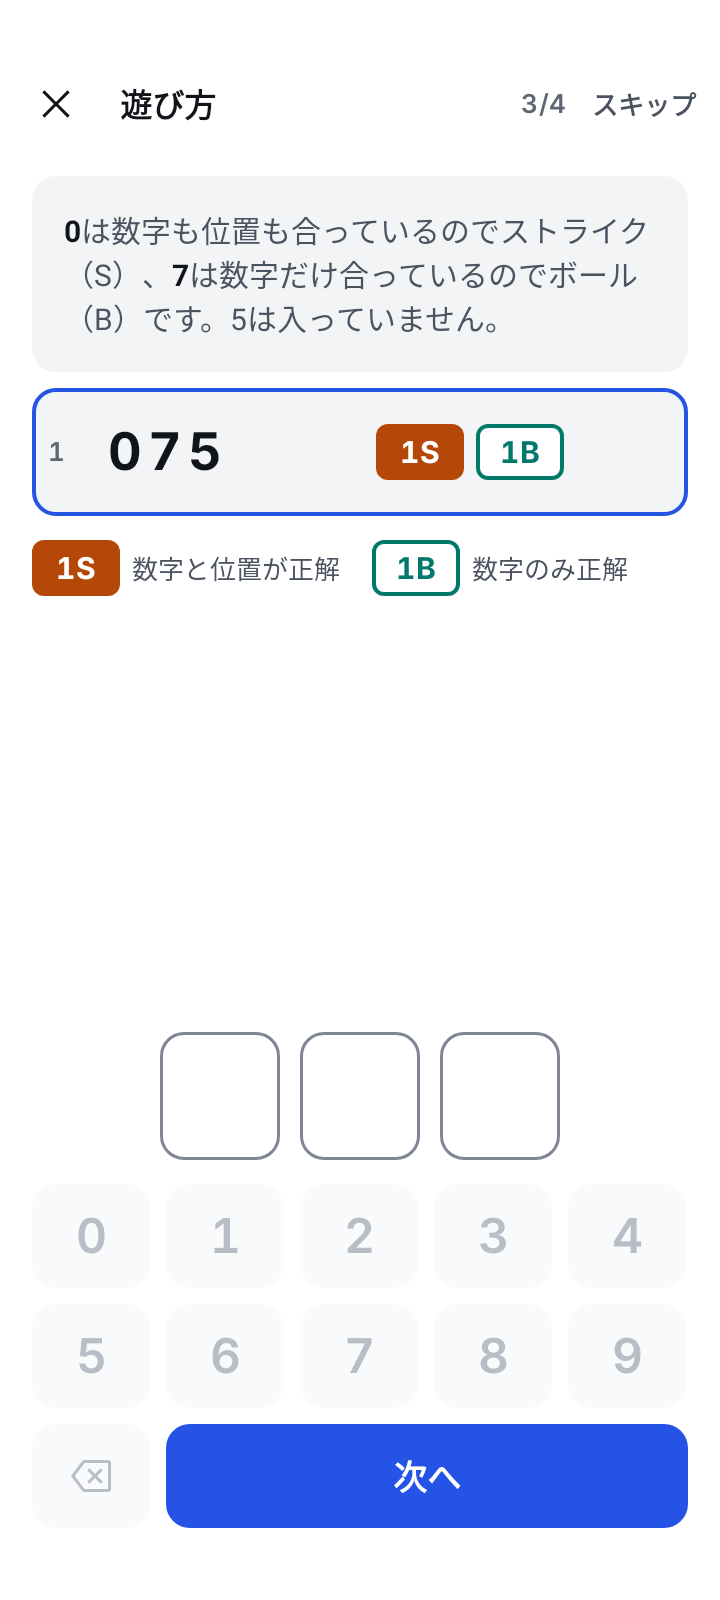 遊び方
3/4 スキップ
0は数字も位置も合っているのでストライク
（S）、7は数字だけ合っているのでボール
（B）です。5は入っていません。
1 075 1S 1B
1S 数字と位置が正解 1B 数字のみ正解
0 1 2 3 4
5 6 7 8 9
次へ